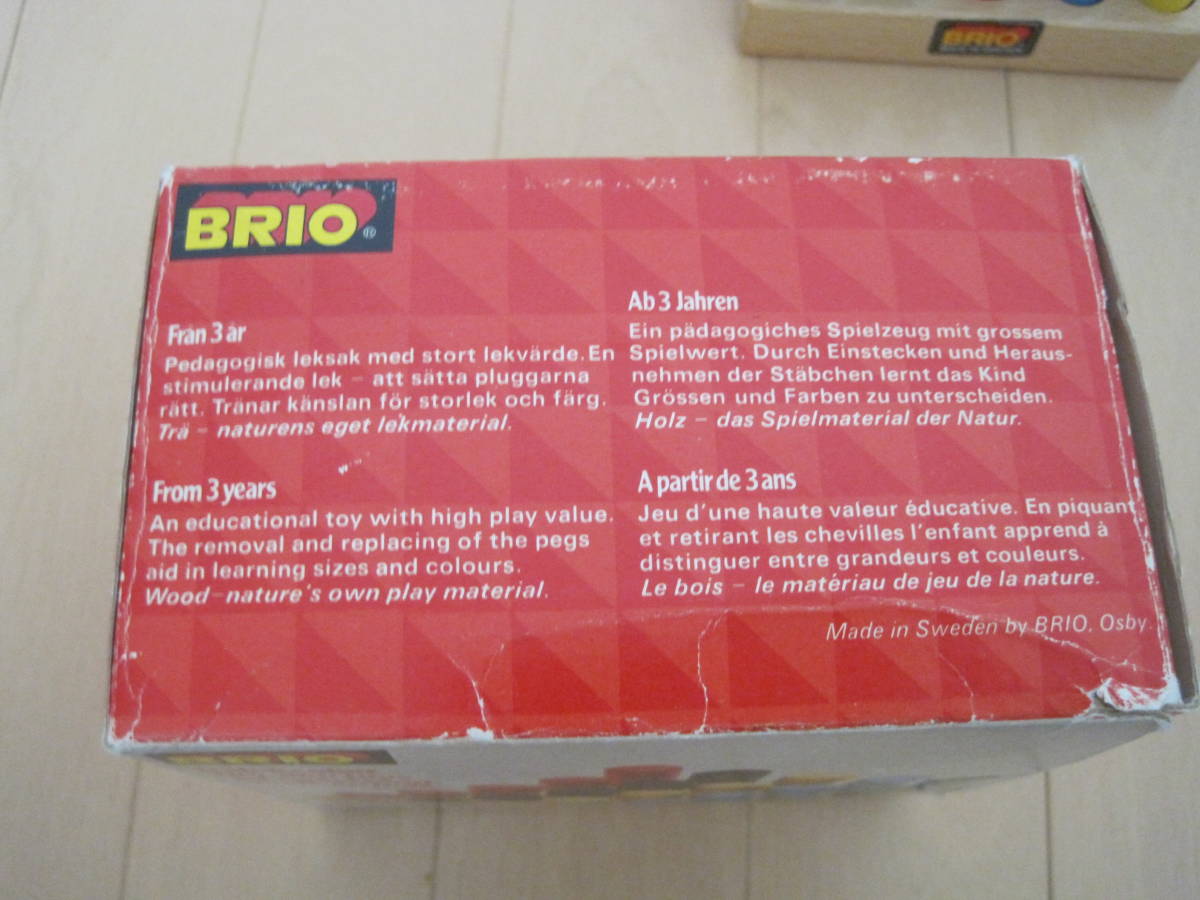 BRIO
BRIO®
Från 3 år
Pedagogisk leksak med stort lekvärde. En
stimulerande lek – att sätta pluggarna
rätt. Tränar känslan för storlek och färg.
Trä – naturens eget lekmaterial.
Ab 3 Jahren
Ein pädagogiches Spielzeug mit grossem
Spielwert. Durch Einstecken und Heraus-
nehmen der Stäbchen lernt das Kind
Grössen und Farben zu unterscheiden.
Holz – das Spielmaterial der Natur.
From 3 years
An educational toy with high play value.
The removal and replacing of the pegs
aid in learning sizes and colours.
Wood–nature's own play material.
A partir de 3 ans
Jeu d'une haute valeur éducative. En piquant
et retirant les chevilles l'enfant apprend à
distinguer entre grandeurs et couleurs.
Le bois – le matériau de jeu de la nature.
Made in Sweden by BRIO, Osby.
BRIO